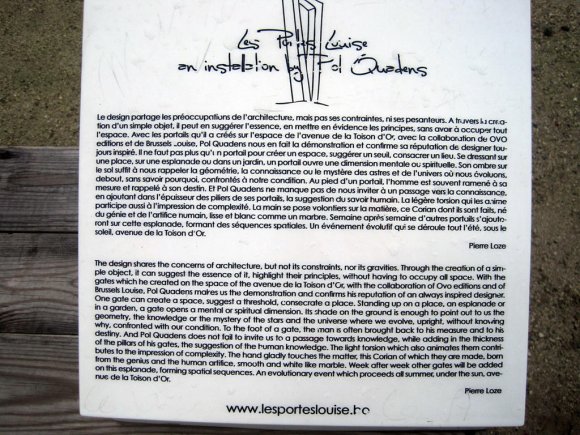 Les Portes Louise
an installation by Pol Quadens
Le design partage les préoccupations de l'architecture, mais pas ses contraintes, ni ses pesanteurs. A travers la créa-
tion d'un simple objet, il peut en suggérer l'essence, en mettre en évidence les principes, sans avoir à occuper tout
l'espace. Avec les portails qu'il a créés sur l'espace de l'avenue de la Toison d'Or, avec la collaboration de OVO
editions et de Brussels Louise, Pol Quadens nous en fait la démonstration et confirme sa réputation de designer tou-
jours inspiré. Il ne faut pas plus qu'un portail pour créer un espace, suggérer un seuil, consacrer un lieu. Se dressant sur
une place, sur une esplanade ou dans un jardin, un portail ouvre une dimension mentale ou spirituelle. Son ombre sur
le sol suffit à nous rappeler la géométrie, la connaissance ou le mystère des astres et de l'univers où nous évoluons,
debout, sans savoir pourquoi, confrontés à notre condition. Au pied d'un portail, l'homme est souvent ramené à sa
mesure et rappelé à son destin. Et Pol Quadens ne manque pas de nous inviter à un passage vers la connaissance,
en ajoutant dans l'épaisseur des piliers de ses portails, la suggestion du savoir humain. La légère torsion qui les anime
participe aussi à l'impression de complexité. La main se pose volontiers sur la matière, ce Corian dont ils sont faits, né
du génie et de l'artifice humain, lisse et blanc comme un marbre. Semaine après semaine d'autres portails s'ajoute-
ront sur cette esplanade, formant des séquences spatiales. Un événement évolutif qui se déroule tout l'été, sous le
soleil, avenue de la Toison d'Or.
Pierre Loze
The design shares the concerns of architecture, but not its constraints, nor its gravities. Through the creation of a sim-
ple object, it can suggest the essence of it, highlight their principles, without having to occupy all space. With the
gates which he created on the space of the avenue de la Toison d'Or, with the collaboration of Ovo editions and of
Brussels Louise, Pol Quadens makes us the demonstration and confirms his reputation of an always inspired designer.
One gate can create a space, suggest a threshold, consecrate a place. Standing up on a place, an esplanade or
in a garden, a gate opens a mental or spiritual dimension. Its shade on the ground is enough to point out to us the
geometry, the knowledge or the mystery of the stars and the universe where we evolve, upright, without knowing
why, confronted with our condition. To the foot of a gate, the man is often brought back to his measure and to his
destiny. And Pol Quadens does not fail to invite us to a passage towards knowledge, while adding in the thickness
of the pillars of his gates, the suggestion of the human knowledge. The light torsion which also animates them contri-
butes to the impression of complexity. The hand gladly touches the matter, this Corian of which they are made, born
from the genius and the human artifice, smooth and white like marble. Week after week other gates will be added
on this esplanade, forming spatial sequences. An evolutionary event which proceeds all summer, under the sun, ave-
nue de la Toison d'Or.
Pierre Loze
www.lesporteslouise.be